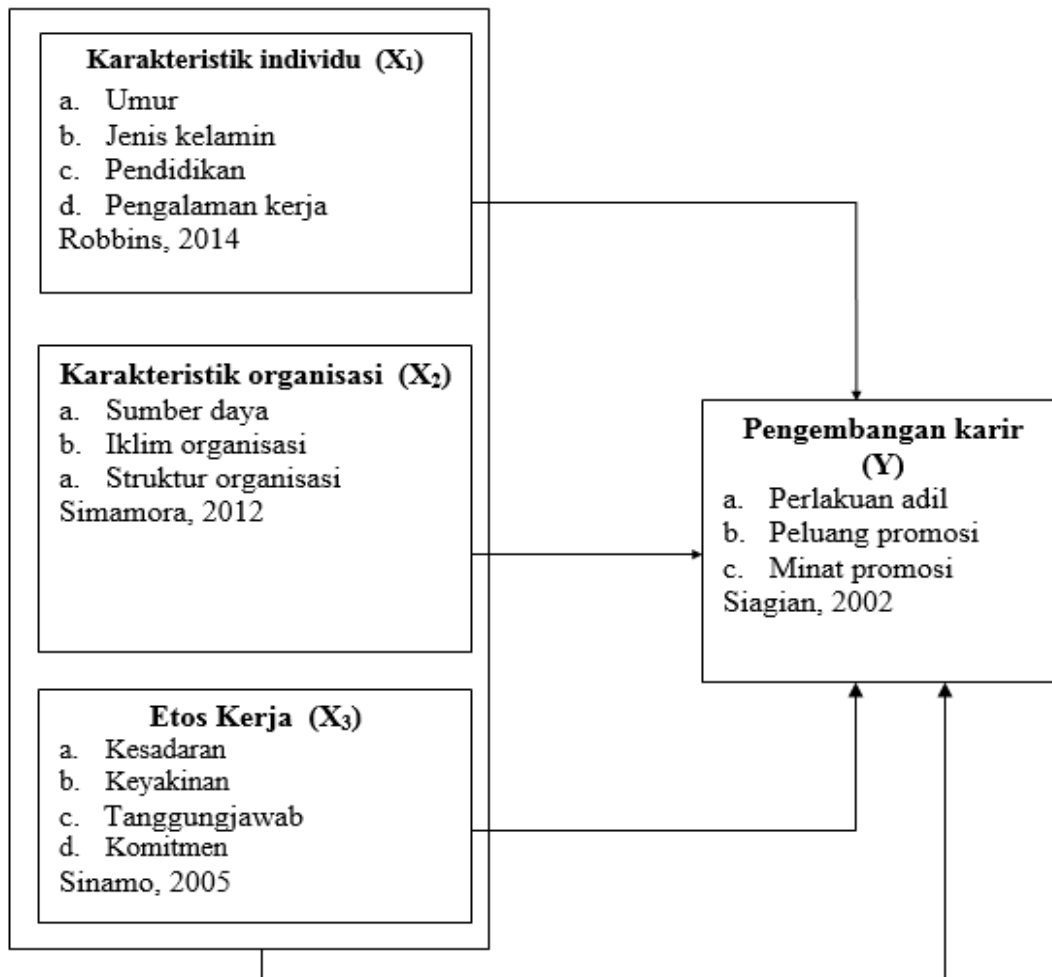 Karakteristik individu (X₁)
a. Umur
b. Jenis kelamin
c. Pendidikan
d. Pengalaman kerja
Robbins, 2014
Karakteristik organisasi (X₂)
a. Sumber daya
b. Iklim organisasi
a. Struktur organisasi
Simamora, 2012
Etos Kerja (X₃)
a. Kesadaran
b. Keyakinan
c. Tanggungjawab
d. Komitmen
Sinamo, 2005
Pengembangan karir
(Y)
a. Perlakuan adil
b. Peluang promosi
c. Minat promosi
Siagian, 2002